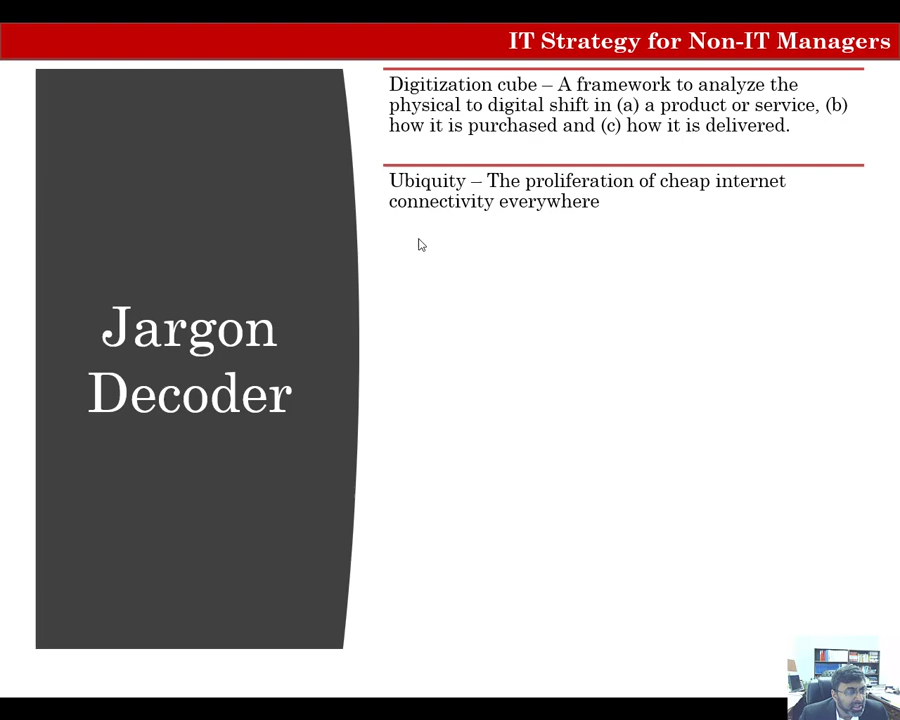 IT Strategy for Non-IT Managers
Digitization cube – A framework to analyze the
physical to digital shift in (a) a product or service, (b)
how it is purchased and (c) how it is delivered.
Ubiquity – The proliferation of cheap internet
connectivity everywhere
Jargon
Decoder